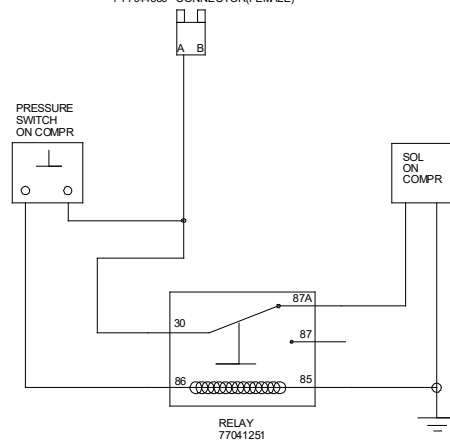 CONNECTOR(FEMALE)
A B
PRESSURE
SWITCH
ON COMPR
SOL
ON
COMPR
87A
30
87
86
85
RELAY
77041251